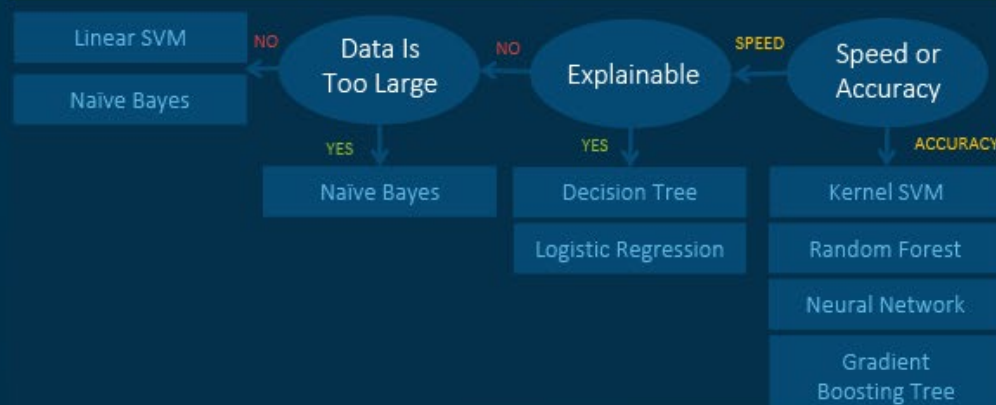 Linear SVM
Naïve Bayes
NO
Data Is
Too Large
NO
Explainable
SPEED
Speed or
Accuracy
YES
YES
ACCURACY
Naïve Bayes
Decision Tree
Logistic Regression
Kernel SVM
Random Forest
Neural Network
Gradient
Boosting Tree